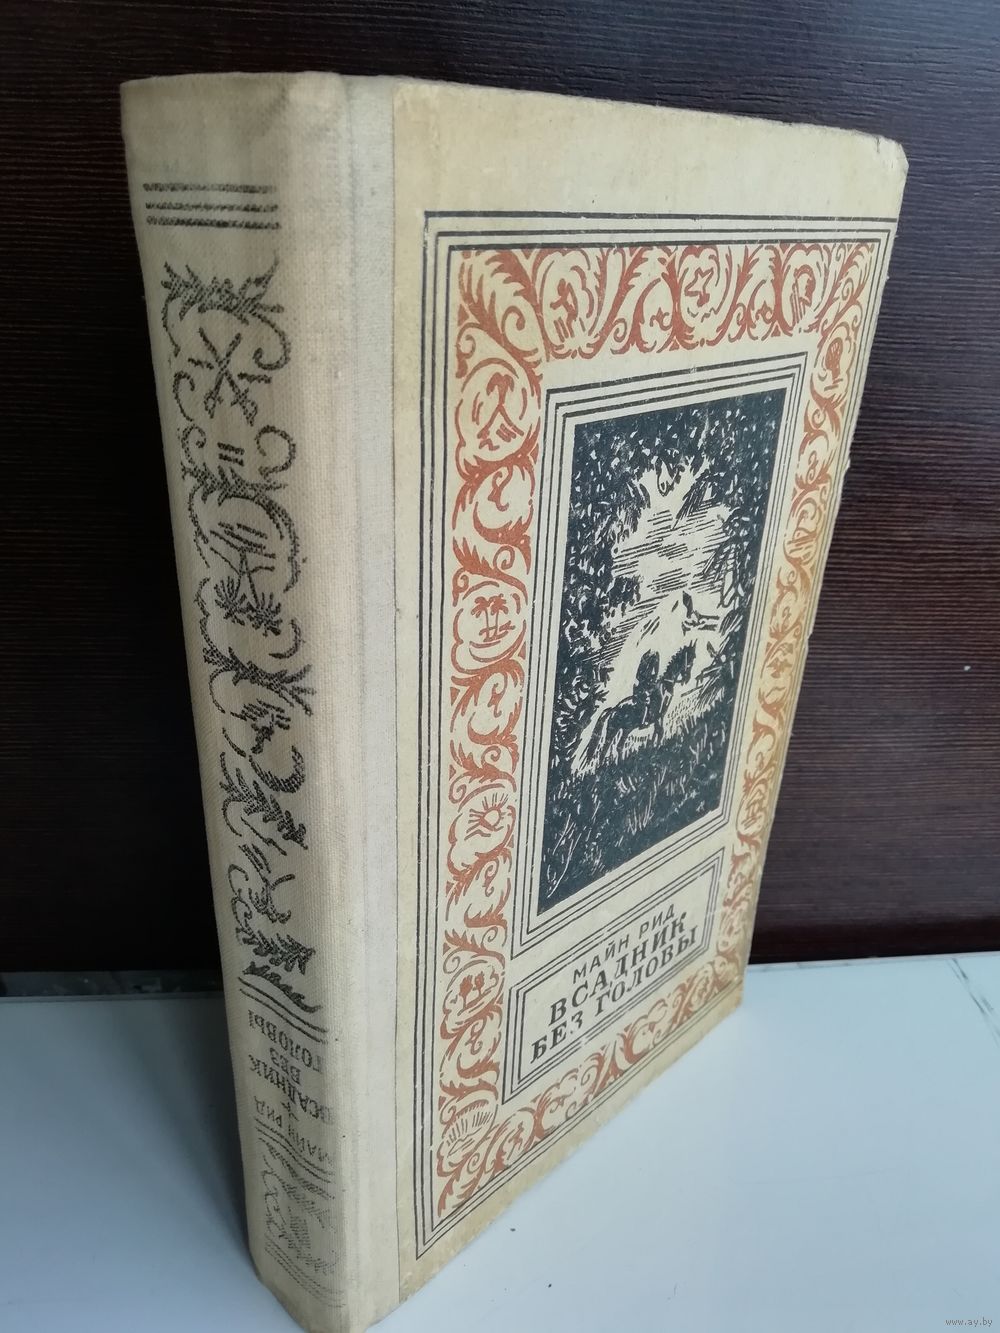 МАЙН РИД
ВСАДНИК
БЕЗ ГОЛОВЫ
МАЙН РИД
ВСАДНИК
БЕЗ
ГОЛОВЫ
www.ay.by